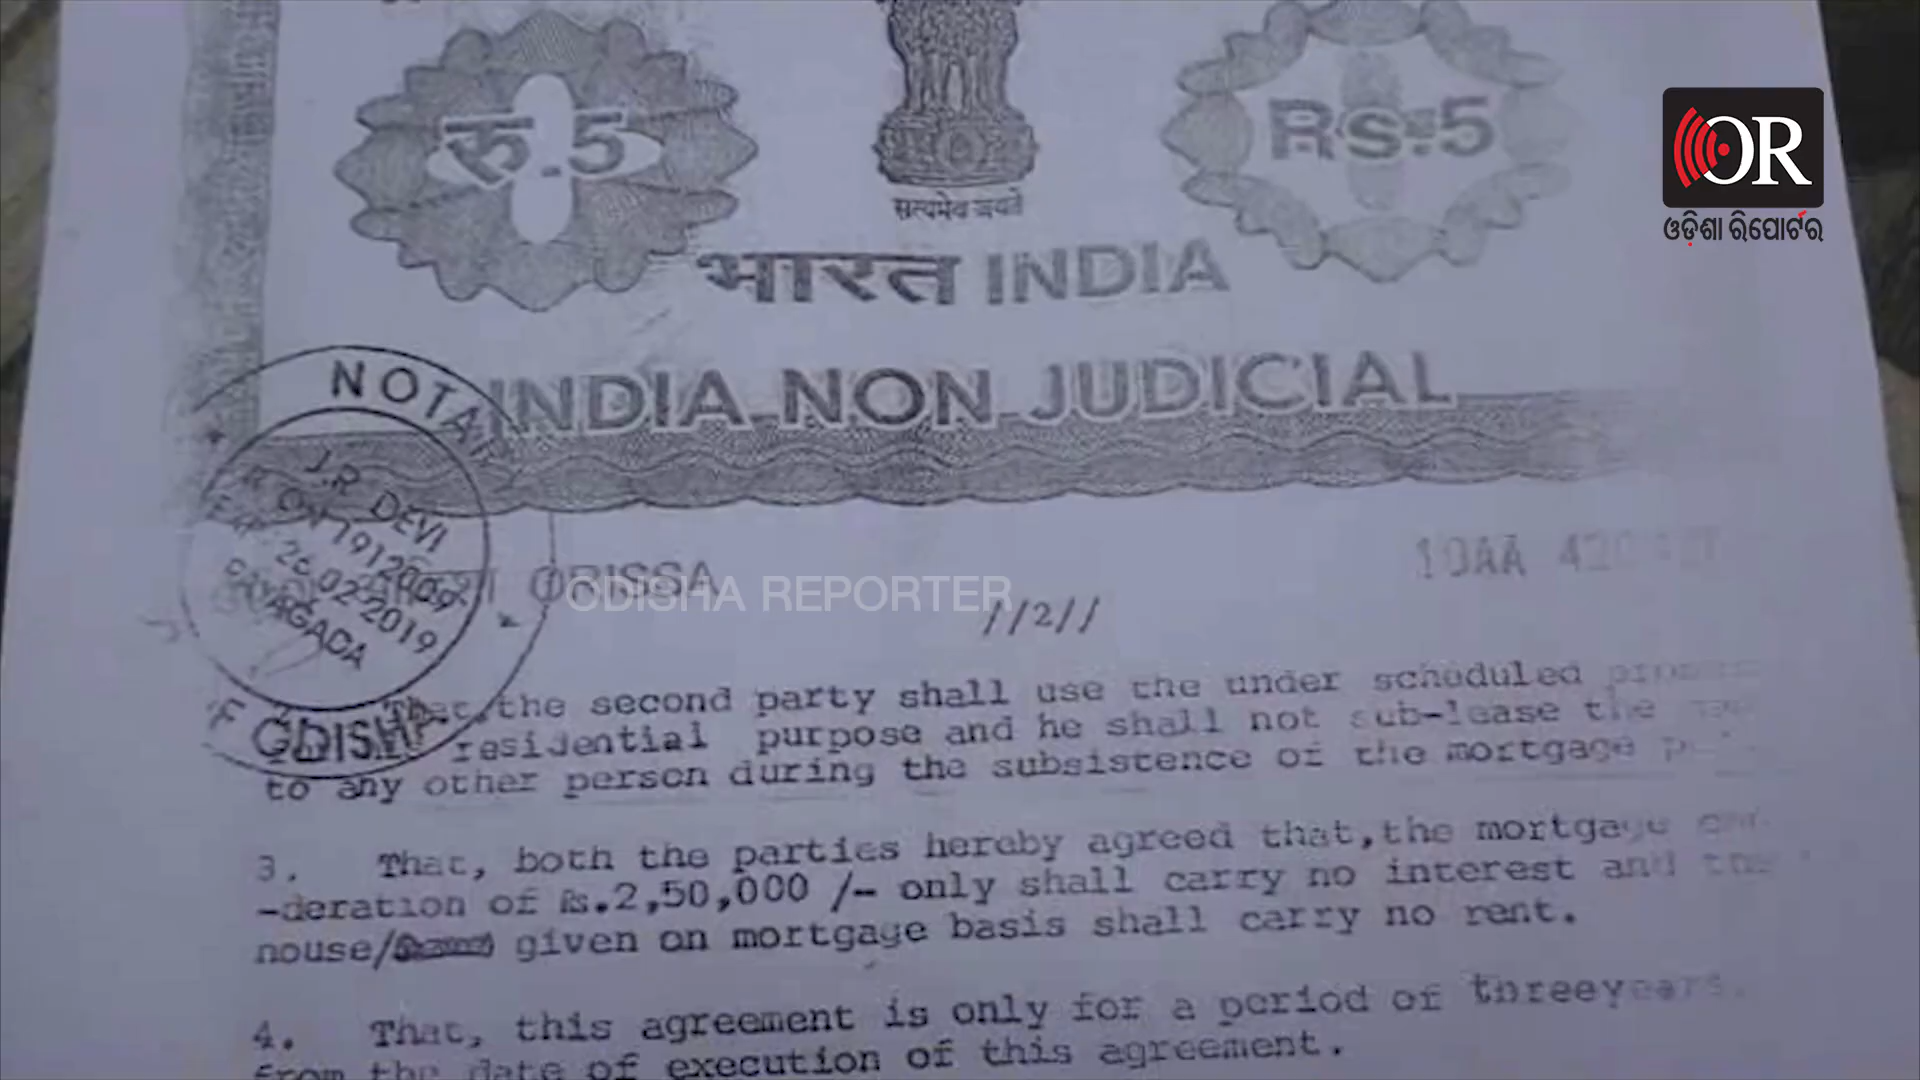 रु.5
RS.5
OR
ଓଡ଼ିଶା ରିପୋର୍ଟର
सत्यमेव जयते
भारत INDIA
INDIA NON JUDICIAL
NOTAR
J.R DEVI
26.02-2019
ORISSA
10AA
ODISHA REPORTER
//2//
That, the second party shall use the under scheduled
residential purpose and he shall not sub-lease the
ODISHA
to any other person during the subsistence of the mortgage
3. That, both the parties hereby agreed that, the mortgage
-deration of Rs.2,50,000 /- only shall carry no interest and
house/ given on mortgage basis shall carry no rent.
4. That, this agreement is only for a period of threeyears,
from the date of execution of this agreement.